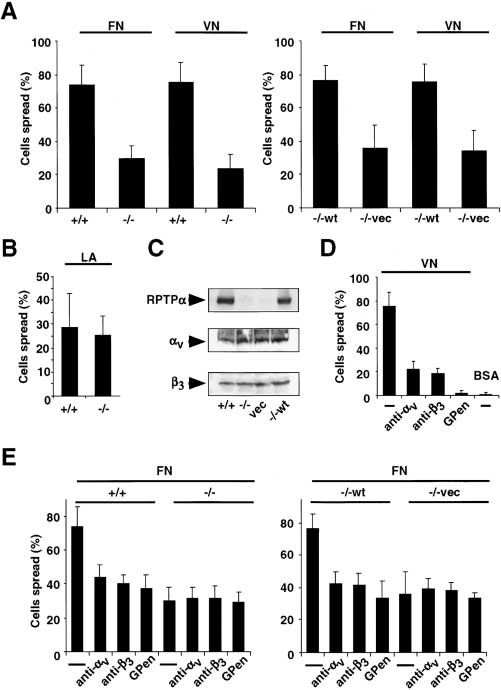 A
FN VN
FN VN
Cells spread (%)
100
80
60
40
20
0
+/+ -/- +/+ -/-
Cells spread (%)
100
80
60
40
20
0
-/-wt -/-vec -/-wt -/-vec
B
LA
Cells spread (%)
50
40
30
20
10
0
+/+ -/-
C
RPTPα
αv
β3
+/+ -/- vec -/-wt
D
VN
Cells spread (%)
100
80
60
40
20
0
BSA
— anti-αv anti-β3 GPen —
E
FN
+/+ -/-
Cells spread (%)
100
80
60
40
20
0
— anti-αv anti-β3 GPen — anti-αv anti-β3 GPen
FN
-/-wt -/-vec
Cells spread (%)
100
80
60
40
20
0
— anti-αv anti-β3 GPen — anti-αv anti-β3 GPen